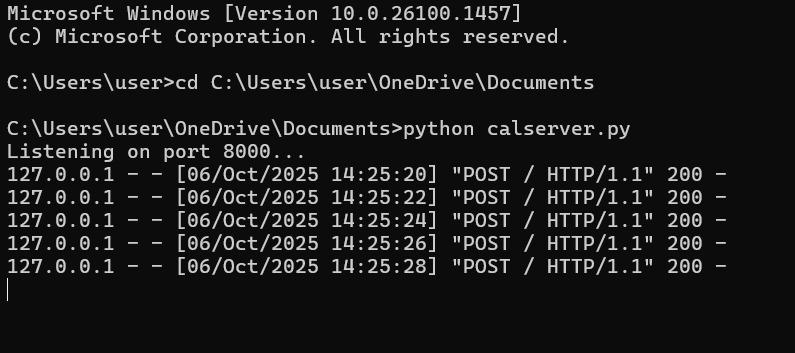 Microsoft Windows [Version 10.0.26100.1457]
(c) Microsoft Corporation. All rights reserved.
C:\Users\user>cd C:\Users\user\OneDrive\Documents
C:\Users\user\OneDrive\Documents>python calserver.py
Listening on port 8000...
127.0.0.1 - - [06/Oct/2025 14:25:20] "POST / HTTP/1.1" 200 -
127.0.0.1 - - [06/Oct/2025 14:25:22] "POST / HTTP/1.1" 200 -
127.0.0.1 - - [06/Oct/2025 14:25:24] "POST / HTTP/1.1" 200 -
127.0.0.1 - - [06/Oct/2025 14:25:26] "POST / HTTP/1.1" 200 -
127.0.0.1 - - [06/Oct/2025 14:25:28] "POST / HTTP/1.1" 200 -